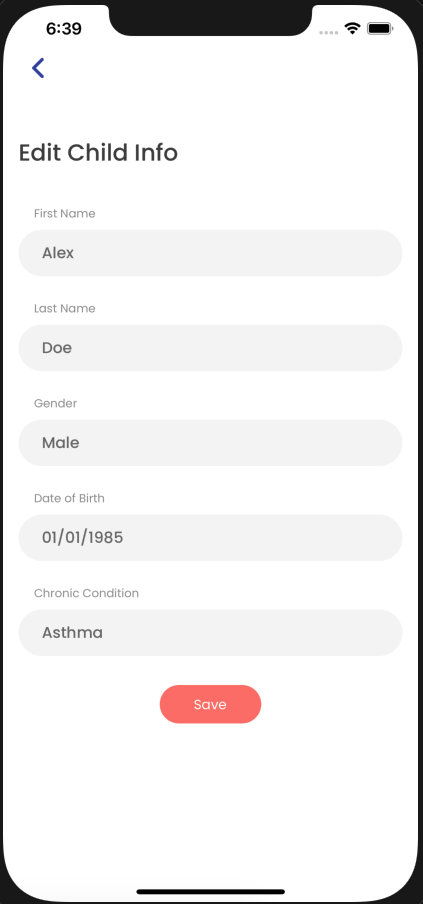 6:39
Edit Child Info
First Name
Alex
Last Name
Doe
Gender
Male
Date of Birth
01/01/1985
Chronic Condition
Asthma
Save